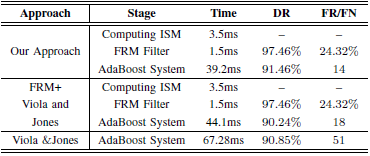 Approach Stage Time DR FR/FN
Computing ISM 3.5ms – –
Our Approach FRM Filter 1.5ms 97.46% 24.32%
AdaBoost System 39.2ms 91.46% 14
FRM+ Computing ISM 3.5ms – –
Viola and FRM Filter 1.5ms 97.46% 24.32%
Jones AdaBoost System 44.1ms 90.24% 18
Viola &Jones AdaBoost System 67.28ms 90.85% 51